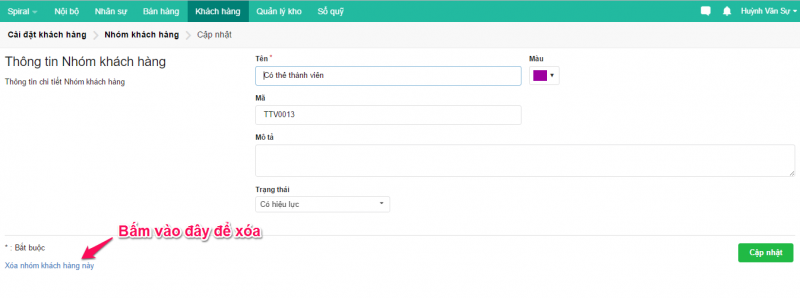 Spiral Nội bộ Nhân sự Bán hàng Khách hàng Quản lý kho Sổ quỹ Huỳnh Văn Sự
Cài đặt khách hàng Nhóm khách hàng Cập nhật
Thông tin Nhóm khách hàng
Thông tin chi tiết Nhóm khách hàng
Tên * Màu
Có thẻ thành viên
Mã
TTV0013
Mô tả
Trạng thái
Có hiệu lực
Bấm vào đây để xóa
* : Bắt buộc
Xóa nhóm khách hàng này
Cập nhật